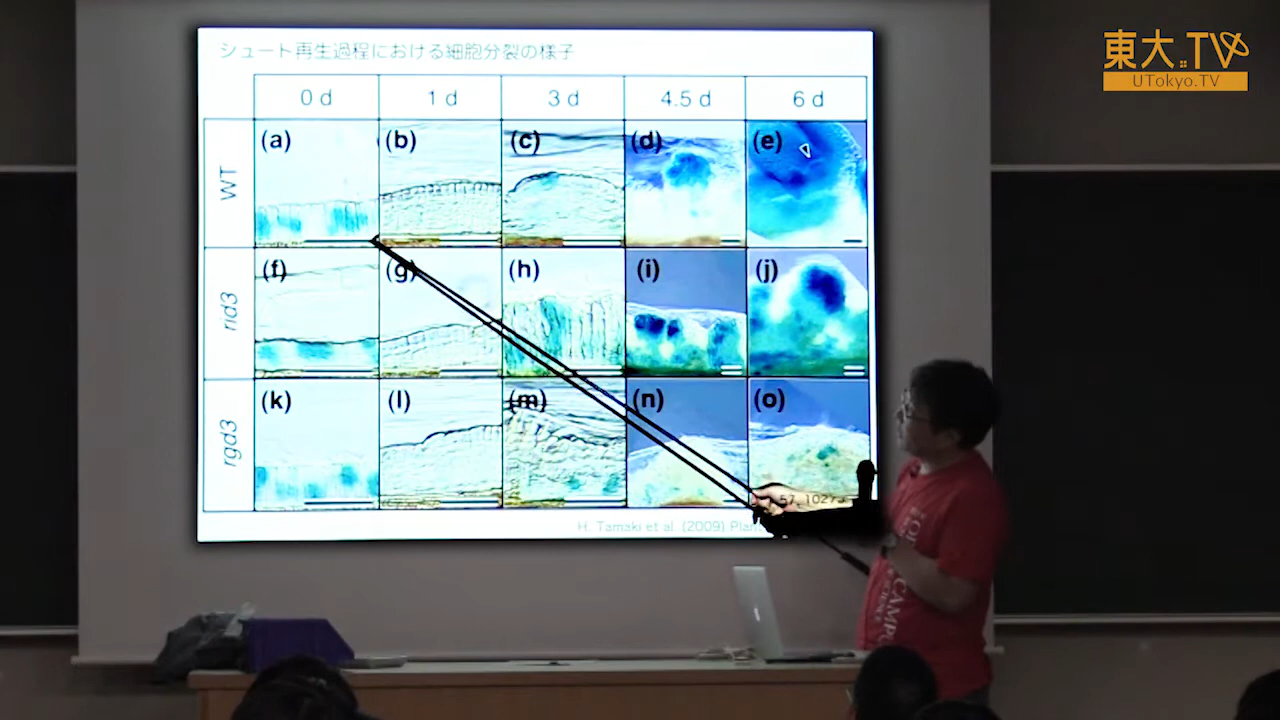 シュート再生過程における細胞分裂の様子
0 d 1 d 3 d 4.5 d 6 d
WT (a) (b) (c) (d) (e)
rid3 (f) (g) (h) (i) (j)
rgd3 (k) (l) (m) (n) (o)
H. Tamaki et al. (2009) Plan
57, 1027
東大.TV
UTokyo.TV